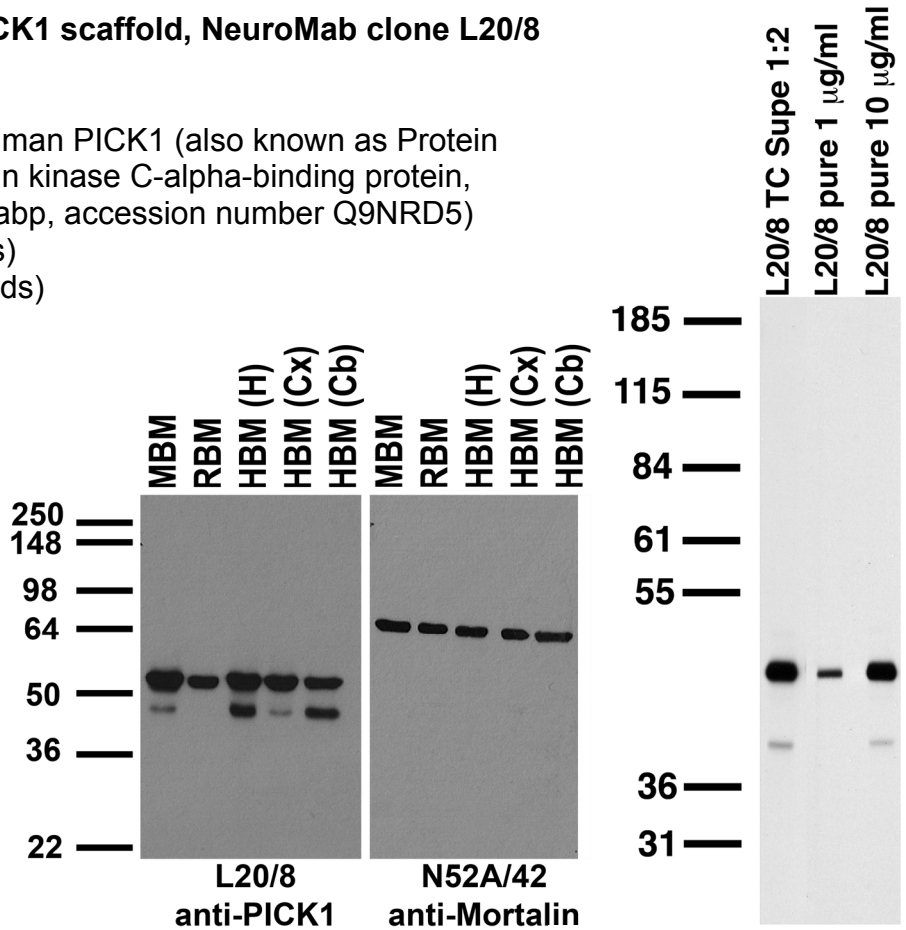 CK1 scaffold, NeuroMab clone L20/8
man PICK1 (also known as Protein
n kinase C-alpha-binding protein,
abp, accession number Q9NRD5)
s)
ds)
MBM
RBM
HBM (H)
HBM (Cx)
HBM (Cb)
MBM
RBM
HBM (H)
HBM (Cx)
HBM (Cb)
250
148
98
64
50
36
22
L20/8
anti-PICK1
N52A/42
anti-Mortalin
L20/8 TC Supe 1:2
L20/8 pure 1 µg/ml
L20/8 pure 10 µg/ml
185
115
84
61
55
36
31